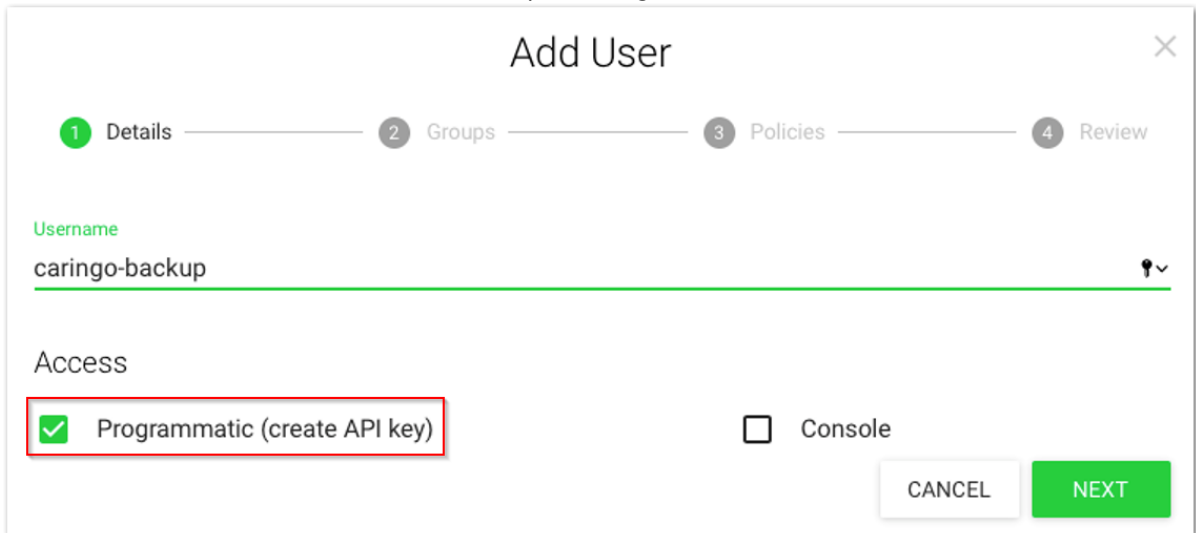 Add User
1 Details 2 Groups 3 Policies 4 Review
Username
caringo-backup
Access
Programmatic (create API key) Console
CANCEL NEXT